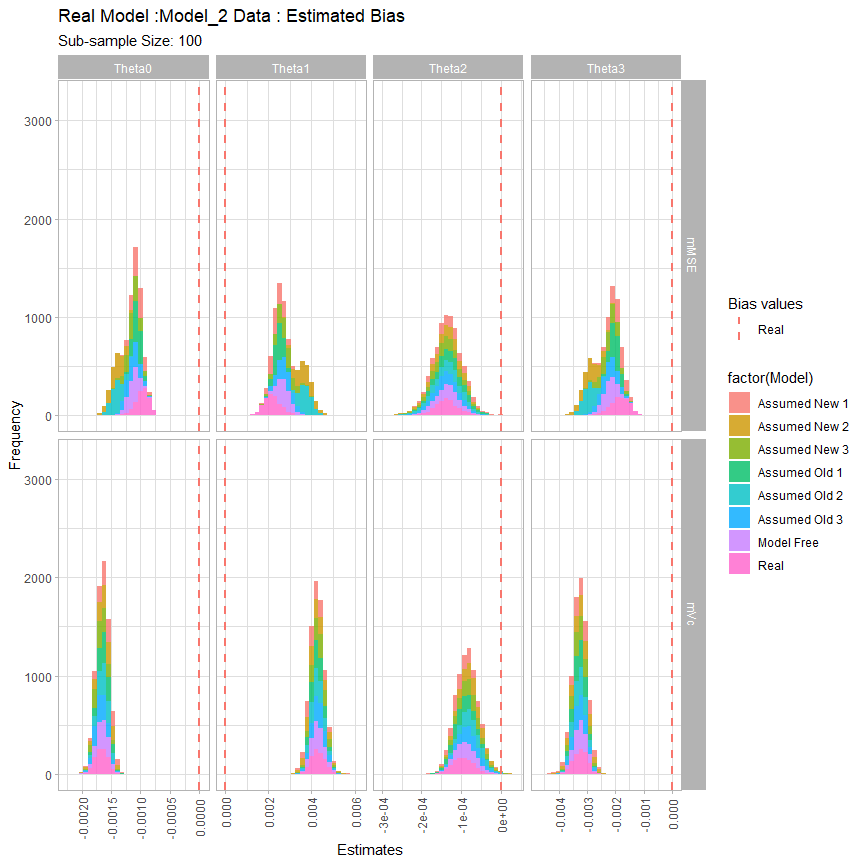 Real Model :Model_2 Data : Estimated Bias
Sub-sample Size: 100
Theta0 Theta1 Theta2 Theta3
3000
2000
1000
0
mMSE
3000
2000
1000
0
mVc
Frequency
-0.0020 -0.0015 -0.0010 -0.0005 0.0000
0.000 0.002 0.004 0.006
-3e-04 -2e-04 -1e-04 0e+00
-0.004 -0.003 -0.002 -0.001 0.000
Estimates
Bias values
Real
factor(Model)
Assumed New 1
Assumed New 2
Assumed New 3
Assumed Old 1
Assumed Old 2
Assumed Old 3
Model Free
Real